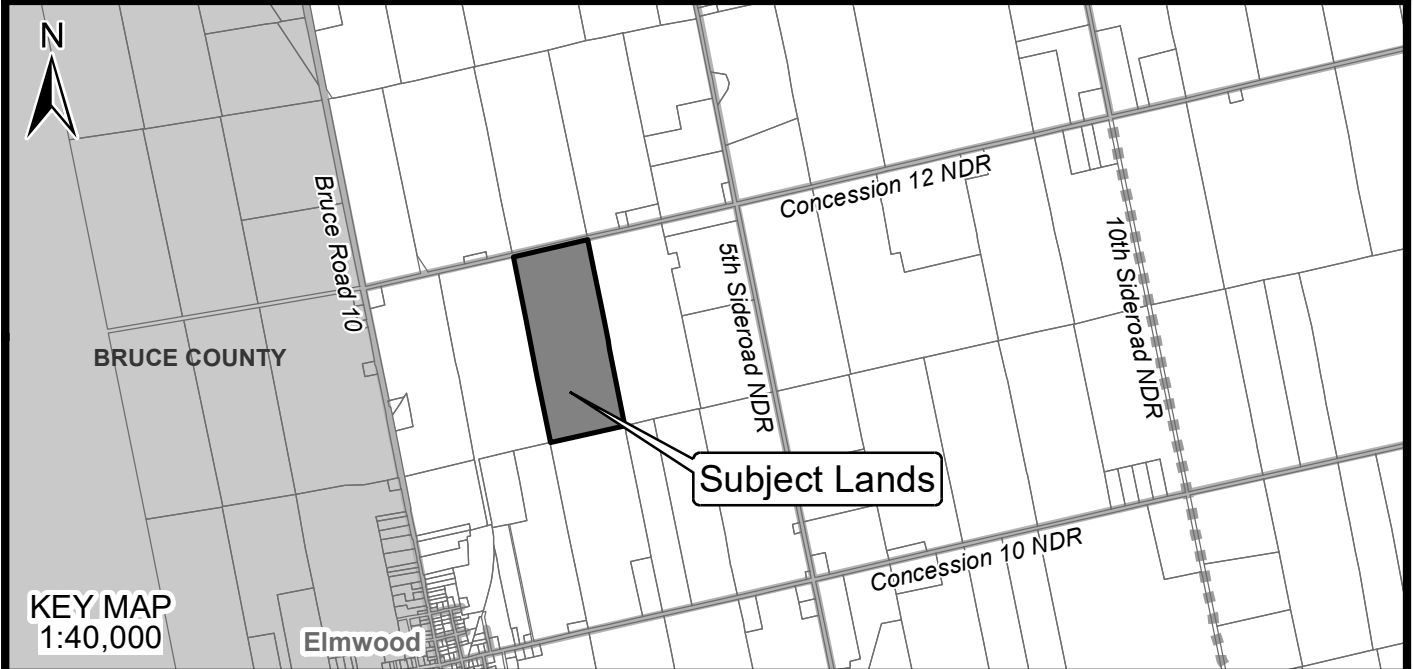 N
Concession 12 NDR
Bruce Road 10
5th Sideroad NDR
10th Sideroad NDR
BRUCE COUNTY
Subject Lands
Concession 10 NDR
KEY MAP
1:40,000
Elmwood